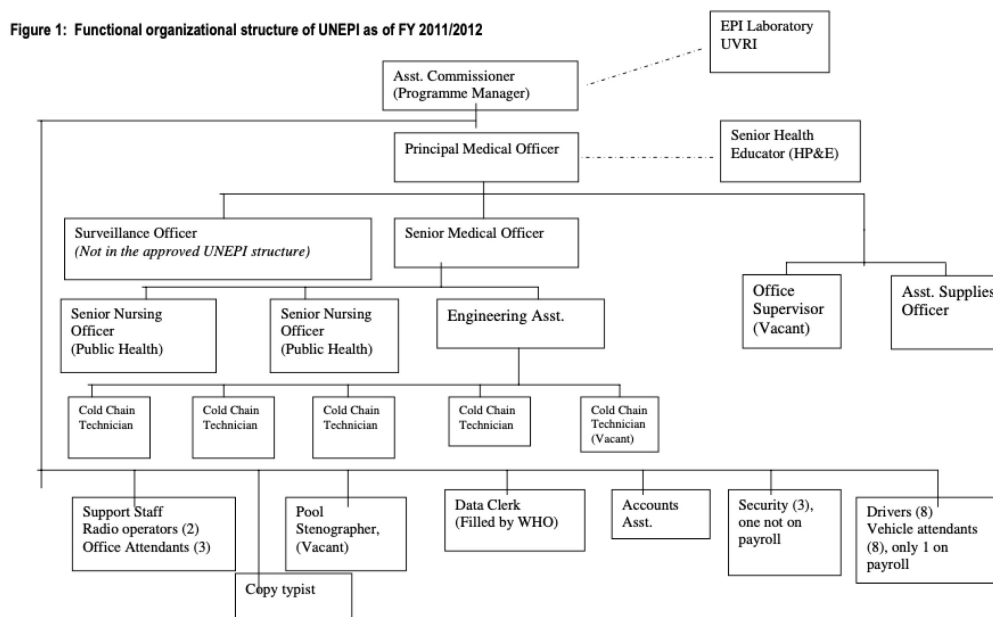 Figure 1: Functional organizational structure of UNEPI as of FY 2011/2012
EPI Laboratory
UVRI
Asst. Commissioner
(Programme Manager)
Principal Medical Officer
Senior Health
Educator (HP&E)
Surveillance Officer
(Not in the approved UNEPI structure)
Senior Medical Officer
Office
Supervisor
(Vacant)
Asst. Supplies
Officer
Senior Nursing
Officer
(Public Health)
Senior Nursing
Officer
(Public Health)
Engineering Asst.
Cold Chain
Technician
Cold Chain
Technician
Cold Chain
Technician
Cold Chain
Technician
Cold Chain
Technician
(Vacant)
Support Staff
Radio operators (2)
Office Attendants (3)
Pool
Stenographer,
(Vacant)
Data Clerk
(Filled by WHO)
Accounts
Asst.
Security (3),
one not on
payroll
Drivers (8)
Vehicle attendants
(8), only 1 on
payroll
Copy typist